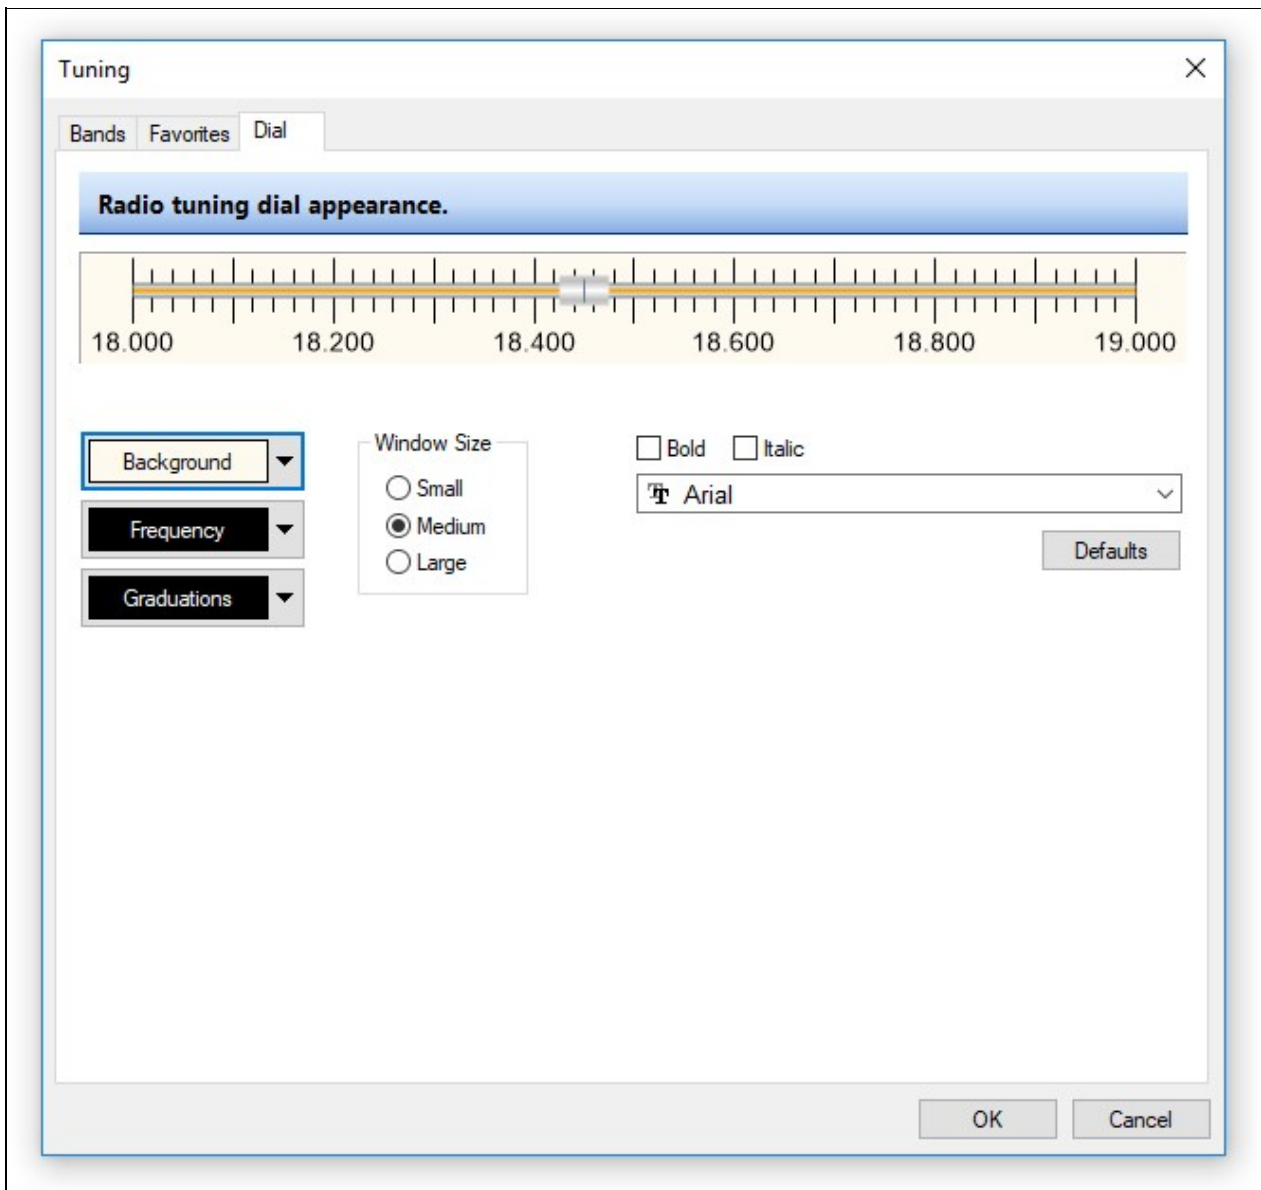 Tuning
Bands Favorites Dial
Radio tuning dial appearance.
18.000 18.200 18.400 18.600 18.800 19.000
Background
Frequency
Graduations
Window Size
Small
Medium
Large
Bold Italic
Arial
Defaults
OK Cancel